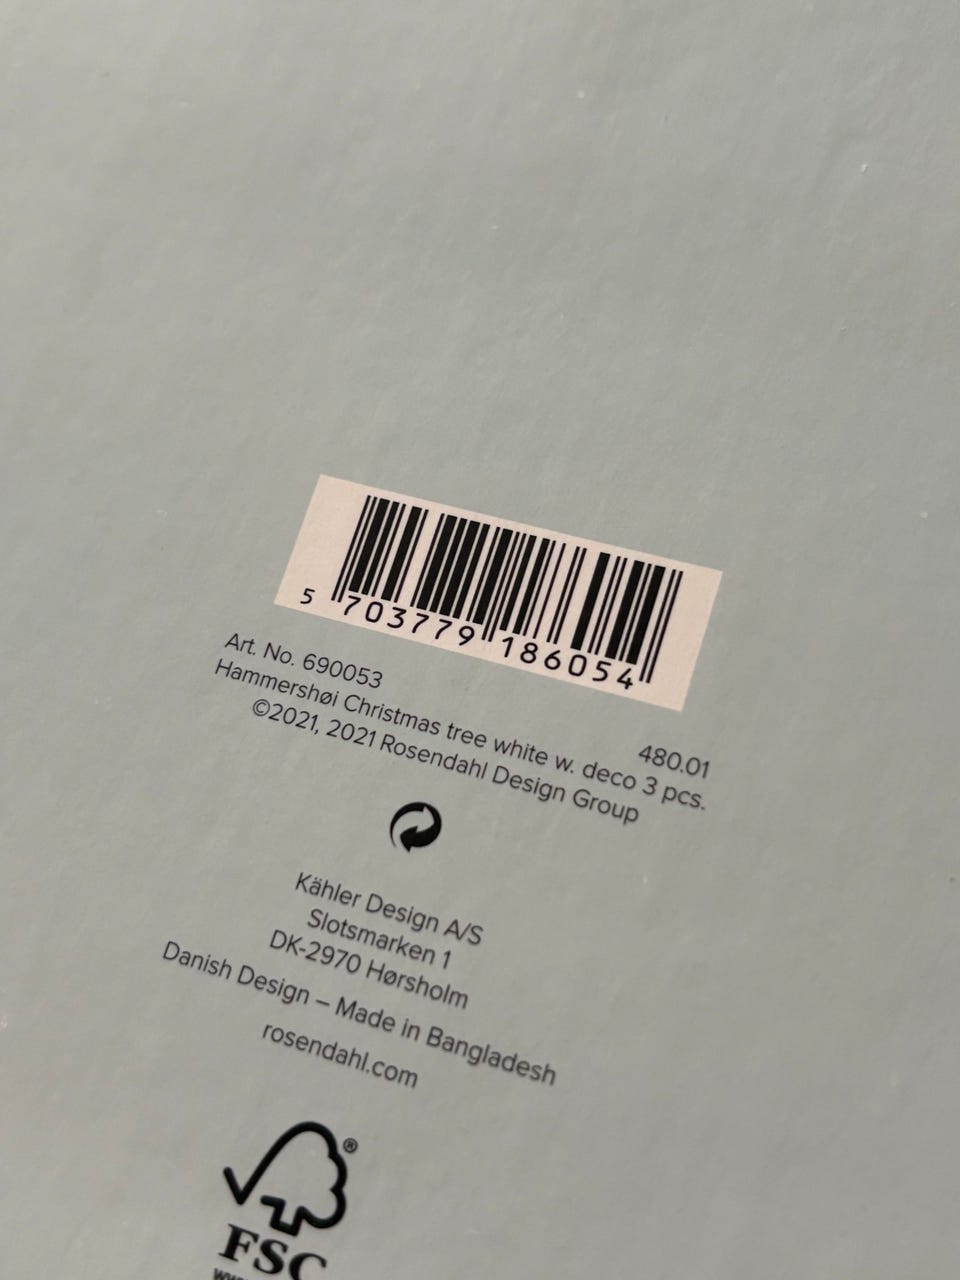 5 703779 186054
Art. No. 690053 480.01
Hammershøi Christmas tree white w. deco 3 pcs.
©2021, 2021 Rosendahl Design Group
Kähler Design A/S
Slotsmarken 1
DK-2970 Hørsholm
Danish Design – Made in Bangladesh
rosendahl.com
®
FSC